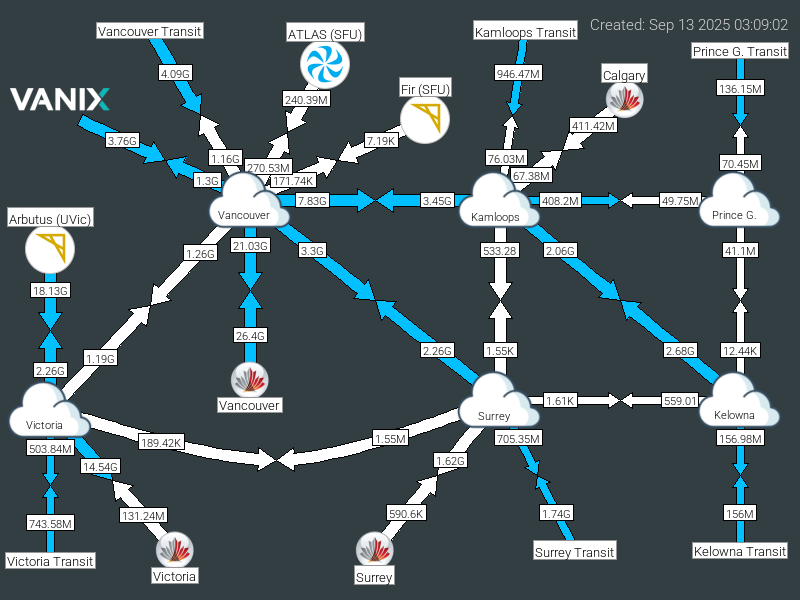 Created: Sep 13 2025 03:09:02
Vancouver Transit
ATLAS (SFU)
Kamloops Transit
Prince G. Transit
4.09G
946.47M
Calgary
136.15M
VANIX
240.39M
Fir (SFU)
411.42M
3.76G
7.19K
1.16G
270.53M
76.03M
70.45M
1.3G
171.74K
67.38M
7.83G
3.45G
408.2M
49.75M
Vancouver
Kamloops
Prince G.
Arbutus (UVic)
1.26G
21.03G
3.3G
533.28
2.06G
41.1M
18.13G
26.4G
1.19G
2.26G
1.55K
2.68G
12.44K
2.26G
Vancouver
1.61K
559.01
Victoria
Surrey
Kelowna
503.84M
189.42K
1.55M
705.35M
156.98M
14.54G
1.62G
743.58M
131.24M
590.6K
1.74G
156M
Victoria Transit
Victoria
Surrey
Surrey Transit
Kelowna Transit